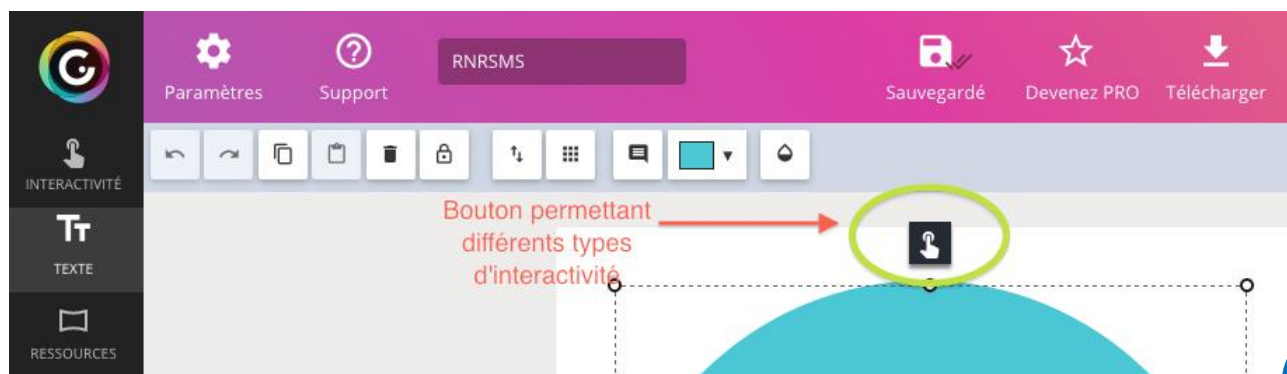 RNRSMS
Paramètres
Support
Sauvegardé
Devenez PRO
Télécharger
INTERACTIVITÉ
Bouton permettant
différents types
d'interactivité
TEXTE
RESSOURCES